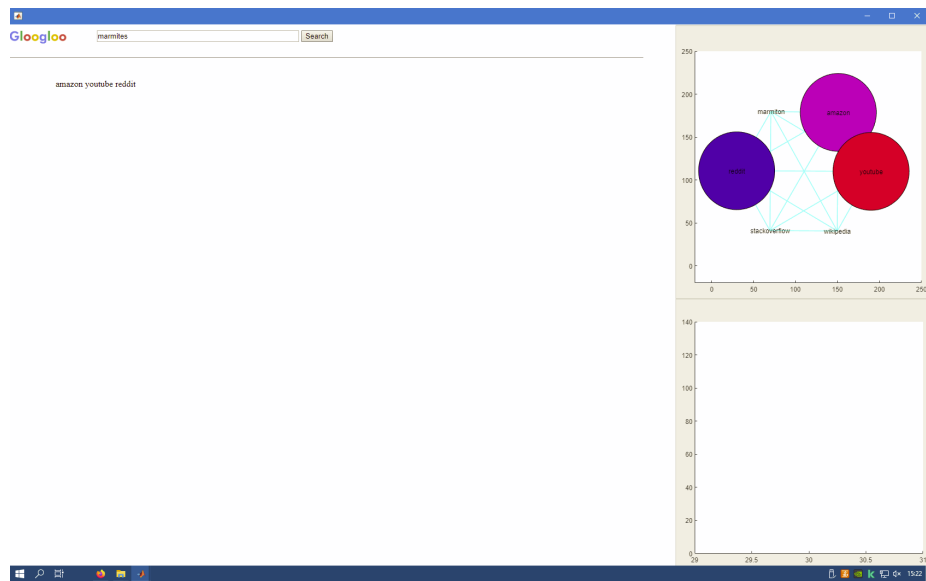 Gloogloo
marmites
Search
amazon youtube reddit
250
200
150
100
50
0
0 50 100 150 200 250
marmiton
amazon
reddit
youtube
stackoverflow
wikipedia
140
120
100
80
60
40
20
0
29 29.5 30 30.5 31
15:22